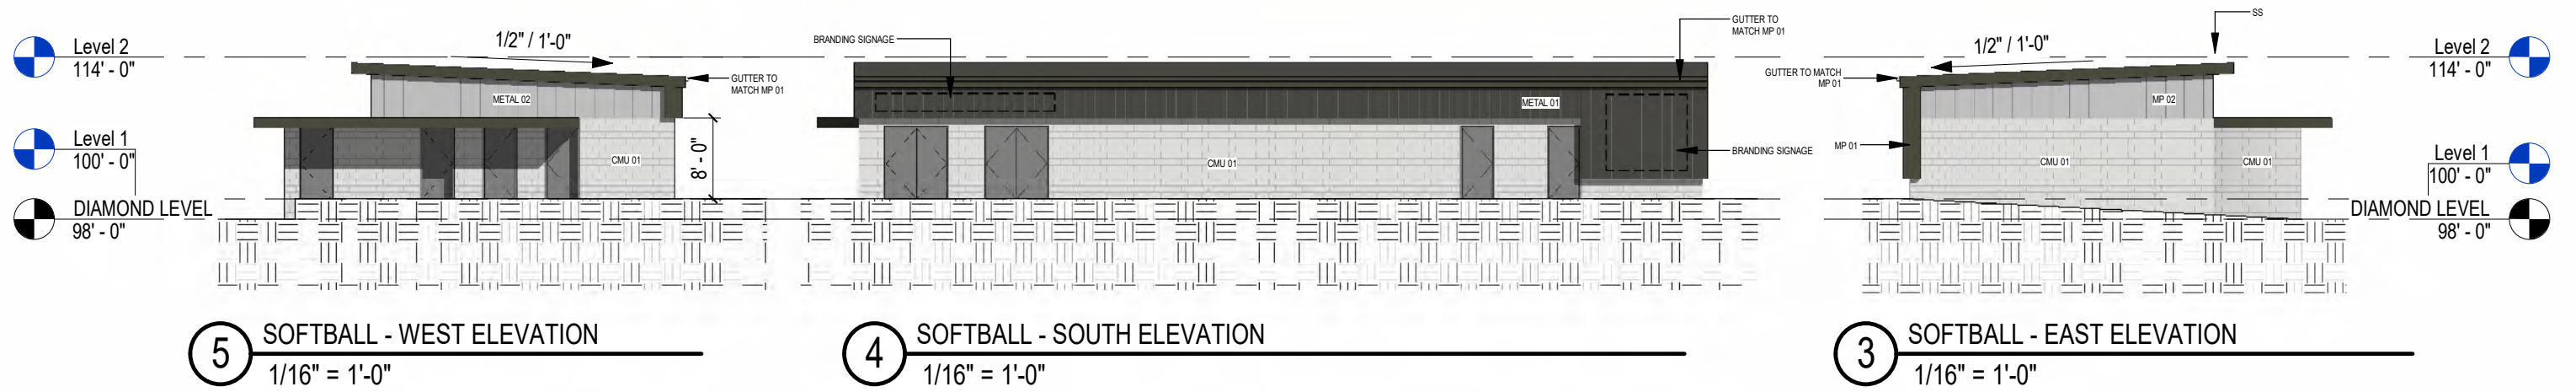 Level 2
114' - 0"
Level 1
100' - 0"
DIAMOND LEVEL
98' - 0"
1/2" / 1'-0"
GUTTER TO
MATCH MP 01
METAL 02
CMU 01
8' - 0"
5
SOFTBALL - WEST ELEVATION
1/16" = 1'-0"
BRANDING SIGNAGE
GUTTER TO
MATCH MP 01
METAL 01
CMU 01
BRANDING SIGNAGE
4
SOFTBALL - SOUTH ELEVATION
1/16" = 1'-0"
SS
1/2" / 1'-0"
GUTTER TO MATCH
MP 01
MP 02
MP 01
CMU 01
CMU 01
Level 2
114' - 0"
Level 1
100' - 0"
DIAMOND LEVEL
98' - 0"
3
SOFTBALL - EAST ELEVATION
1/16" = 1'-0"